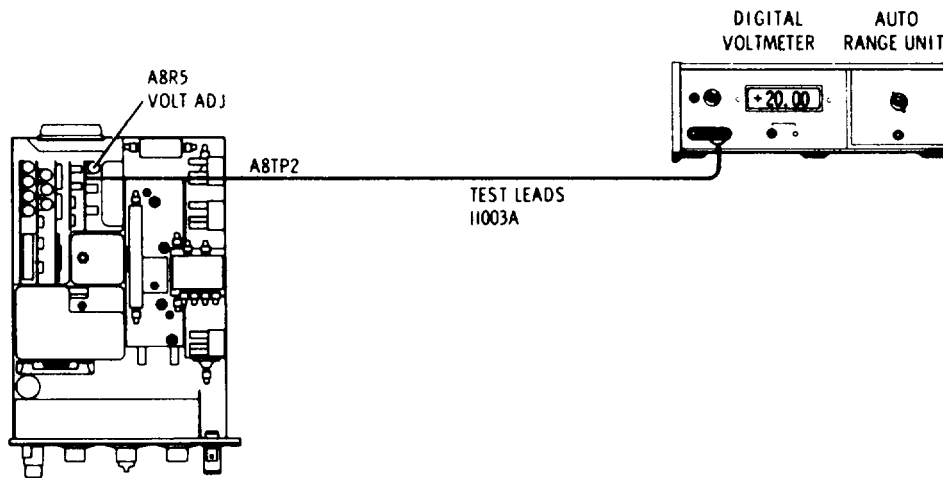 DIGITAL
VOLTMETER
AUTO
RANGE UNIT
A8R5
VOLT ADJ
+20.00
A8TP2
TEST LEADS
11003A